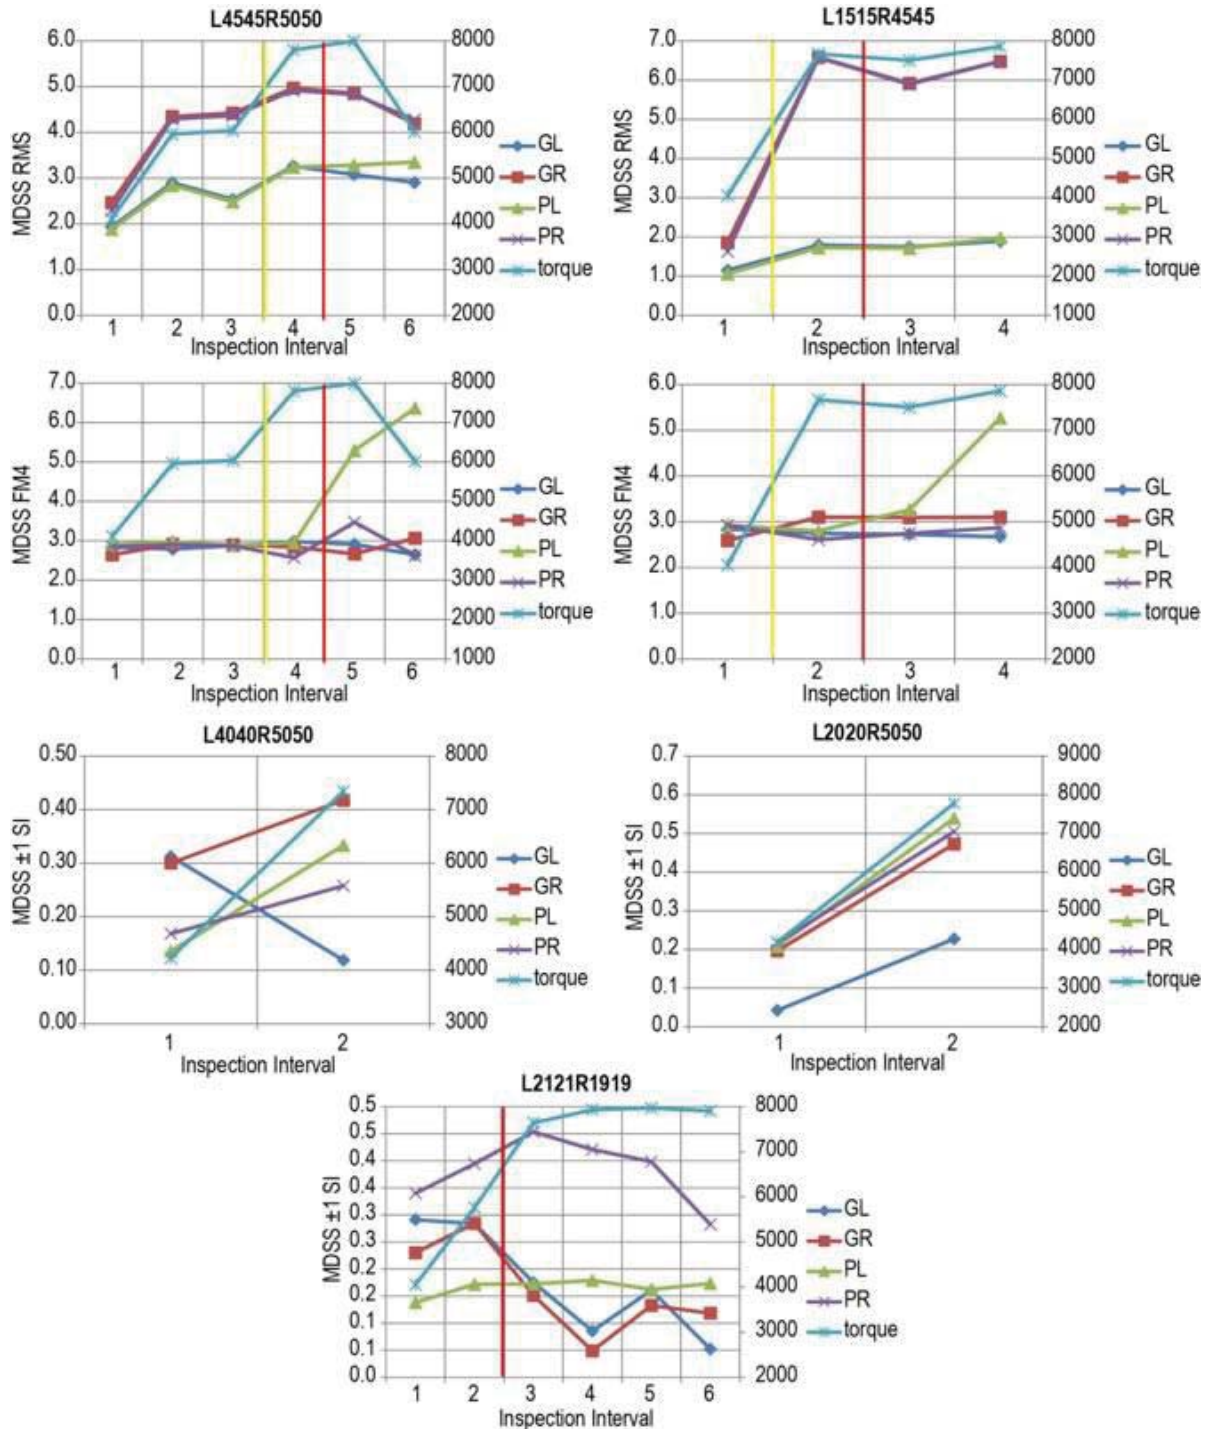 L4545R5050
6.0
5.0
4.0
3.0
2.0
1.0
0.0
MDSS RMS
8000
7000
6000
5000
4000
3000
2000
1 2 3 4 5 6
Inspection Interval
GL
GR
PL
PR
torque
L1515R4545
7.0
6.0
5.0
4.0
3.0
2.0
1.0
0.0
MDSS RMS
8000
7000
6000
5000
4000
3000
2000
1000
1 2 3 4
Inspection Interval
GL
GR
PL
PR
torque
7.0
6.0
5.0
4.0
3.0
2.0
1.0
0.0
MDSS FM4
8000
7000
6000
5000
4000
3000
2000
1000
1 2 3 4 5 6
Inspection Interval
GL
GR
PL
PR
torque
6.0
5.0
4.0
3.0
2.0
1.0
0.0
MDSS FM4
8000
7000
6000
5000
4000
3000
2000
1 2 3 4
Inspection Interval
GL
GR
PL
PR
torque
L4040R5050
0.50
0.40
0.30
0.20
0.10
0.00
MDSS ±1 SI
8000
7000
6000
5000
4000
3000
1 2
Inspection Interval
GL
GR
PL
PR
torque
L2020R5050
0.7
0.6
0.5
0.4
0.3
0.2
0.1
0.0
MDSS ±1 SI
9000
8000
7000
6000
5000
4000
3000
2000
1 2
Inspection Interval
GL
GR
PL
PR
torque
L2121R1919
0.5
0.5
0.4
0.4
0.3
0.3
0.2
0.2
0.1
0.1
0.0
MDSS ±1 SI
8000
7000
6000
5000
4000
3000
2000
1 2 3 4 5 6
Inspection Interval
GL
GR
PL
PR
torque